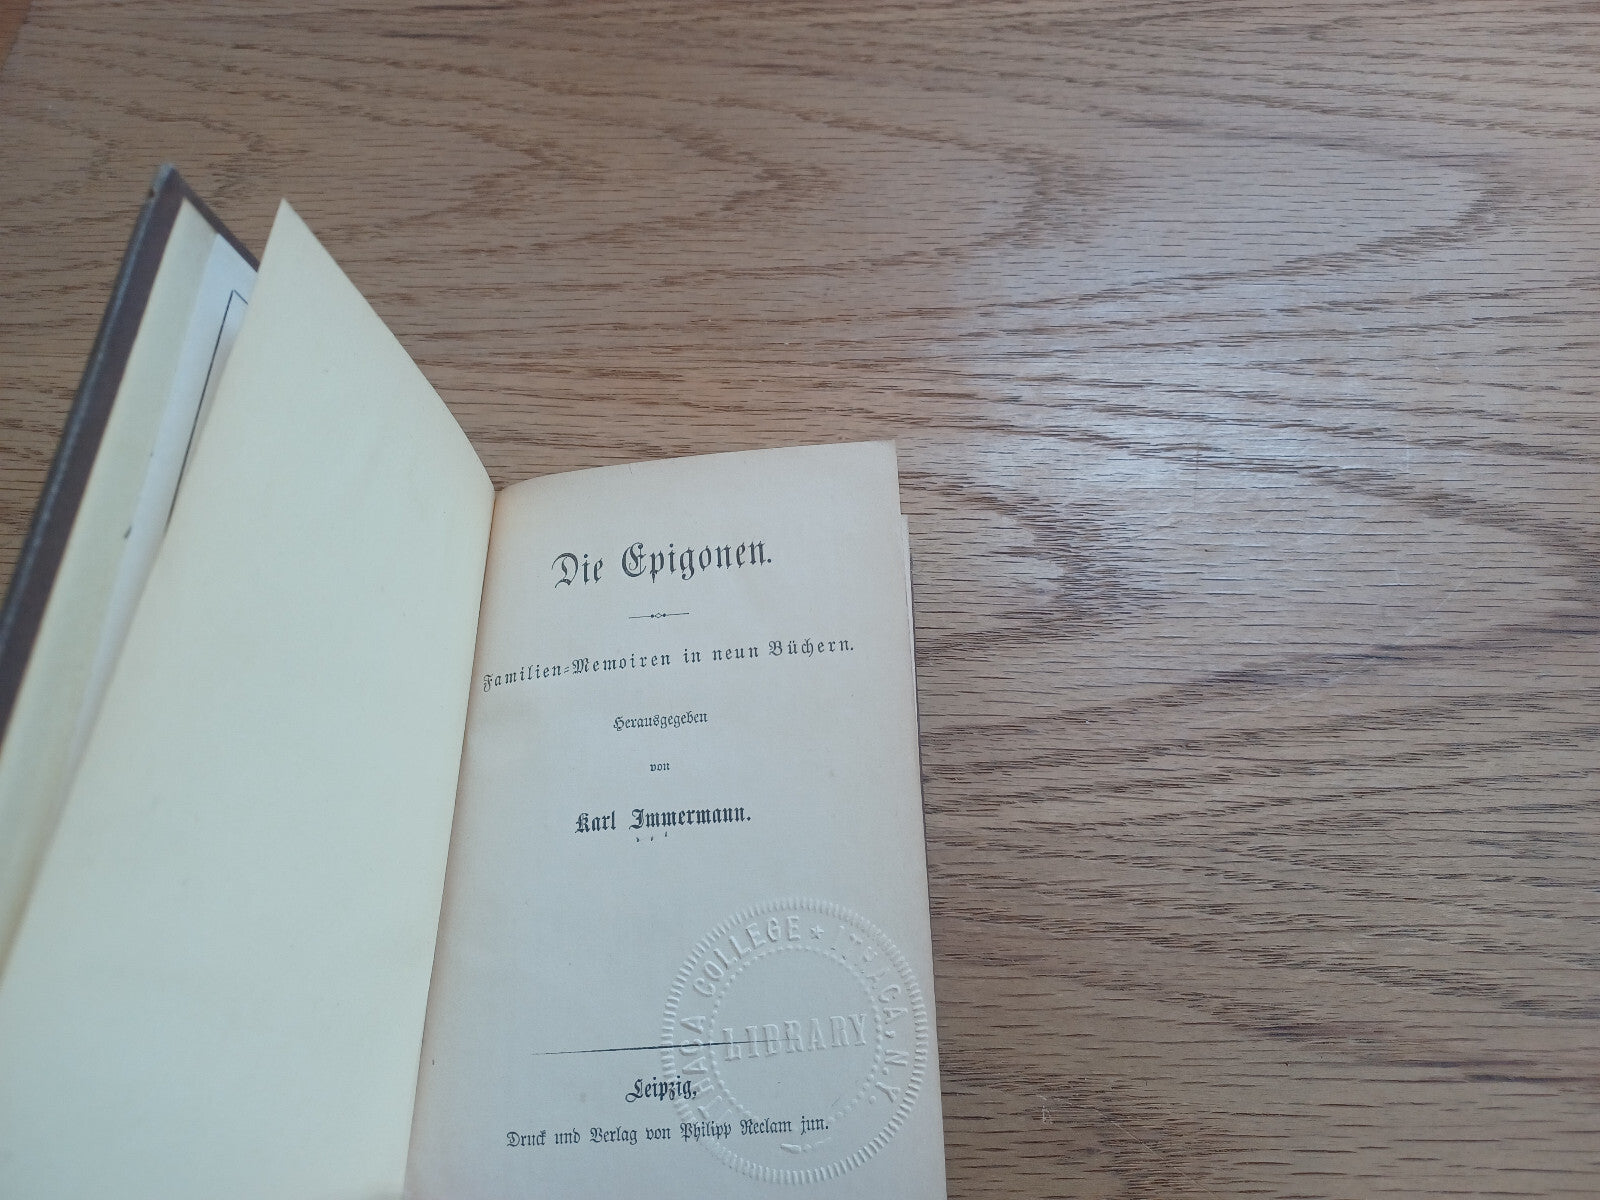 Die Epigonen.
Familien-Memoiren in neun Büchern.
Herausgegeben
von
Karl Immermann.
Leipzig,
Druck und Verlag von Philipp Reclam jun.
ITHACA COLLEGE * ITHACA, N.Y.
LIBRARY